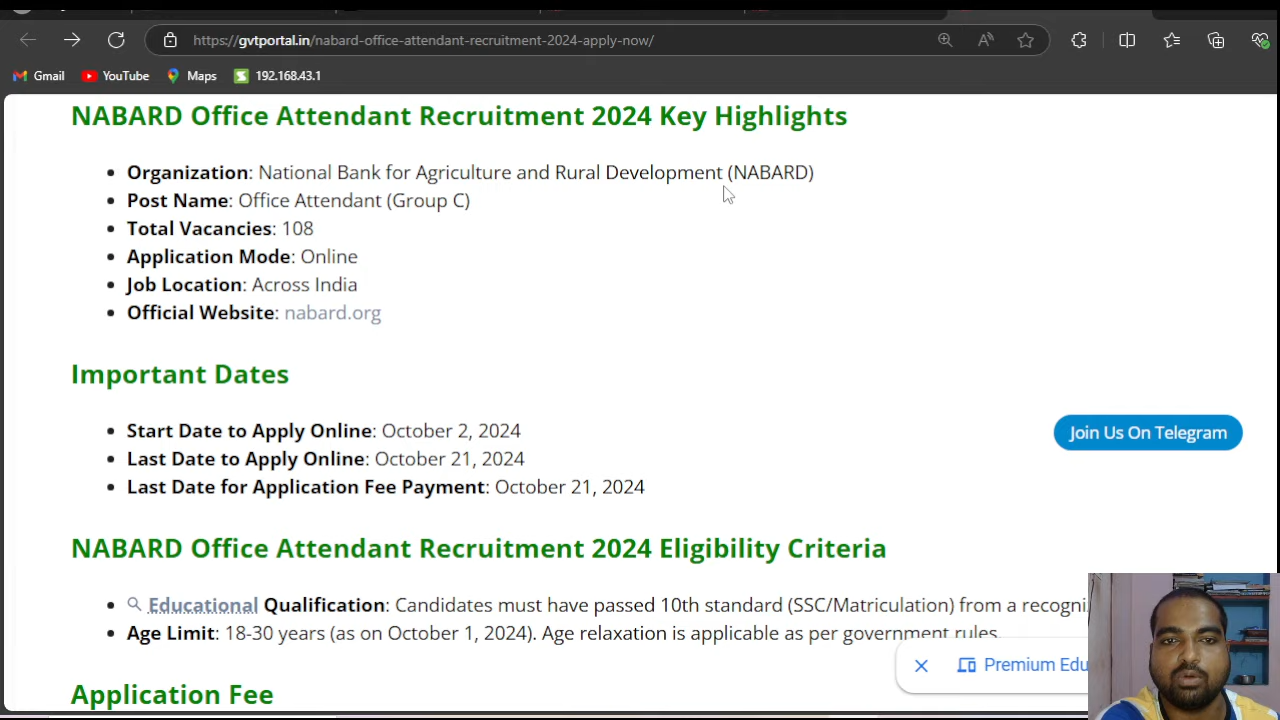 https://gvtportal.in/nabard-office-attendant-recruitment-2024-apply-now/
Gmail YouTube Maps 192.168.43.1
NABARD Office Attendant Recruitment 2024 Key Highlights
Organization: National Bank for Agriculture and Rural Development (NABARD)
Post Name: Office Attendant (Group C)
Total Vacancies: 108
Application Mode: Online
Job Location: Across India
Official Website: nabard.org
Important Dates
Start Date to Apply Online: October 2, 2024
Join Us On Telegram
Last Date to Apply Online: October 21, 2024
Last Date for Application Fee Payment: October 21, 2024
NABARD Office Attendant Recruitment 2024 Eligibility Criteria
Educational Qualification: Candidates must have passed 10th standard (SSC/Matriculation) from a
Age Limit: 18-30 years (as on October 1, 2024). Age relaxation is applicable as per government rules.
Premium
Application Fee